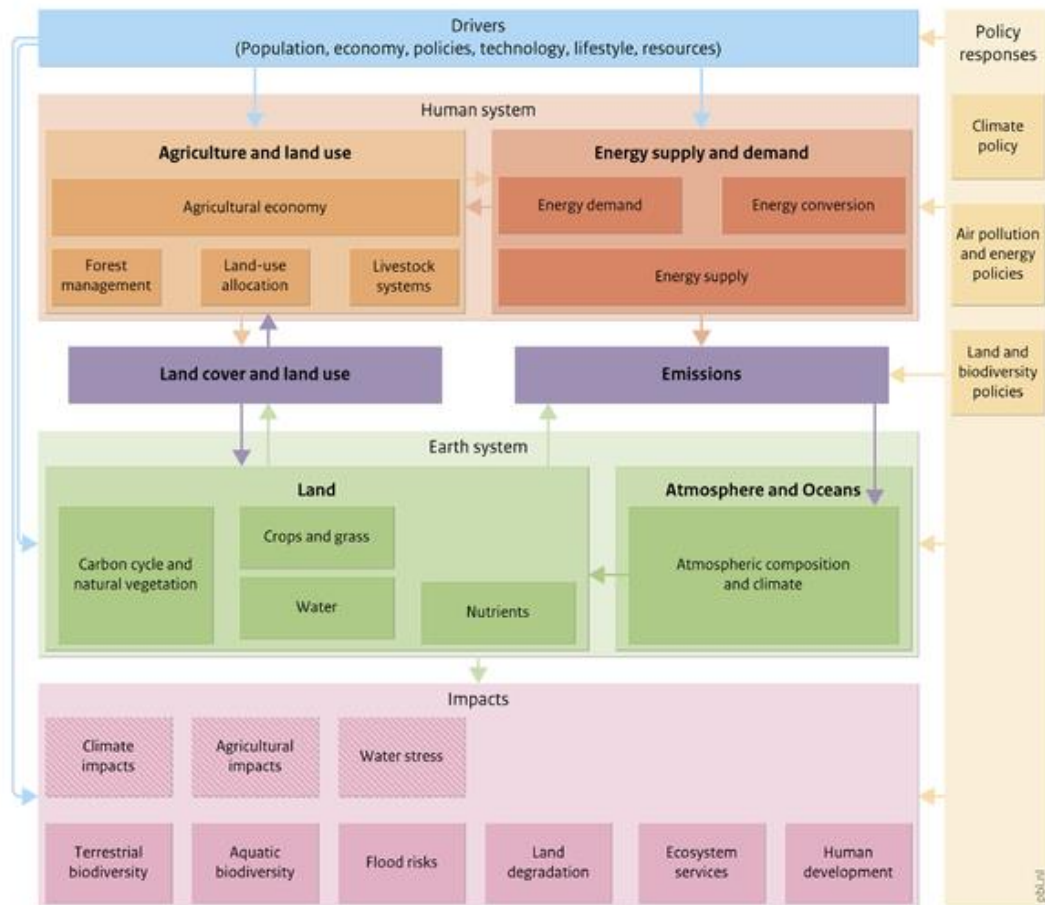 Drivers
(Population, economy, policies, technology, lifestyle, resources)
Policy
responses
Human system
Agriculture and land use
Agricultural economy
Forest
management
Land-use
allocation
Livestock
systems
Energy supply and demand
Energy demand
Energy conversion
Energy supply
Climate
policy
Air pollution
and energy
policies
Land and
biodiversity
policies
Land cover and land use
Emissions
Earth system
Land
Carbon cycle and
natural vegetation
Crops and grass
Water
Nutrients
Atmosphere and Oceans
Atmospheric composition
and climate
Impacts
Climate
impacts
Agricultural
impacts
Water stress
Terrestrial
biodiversity
Aquatic
biodiversity
Flood risks
Land
degradation
Ecosystem
services
Human
development
pbl.nl